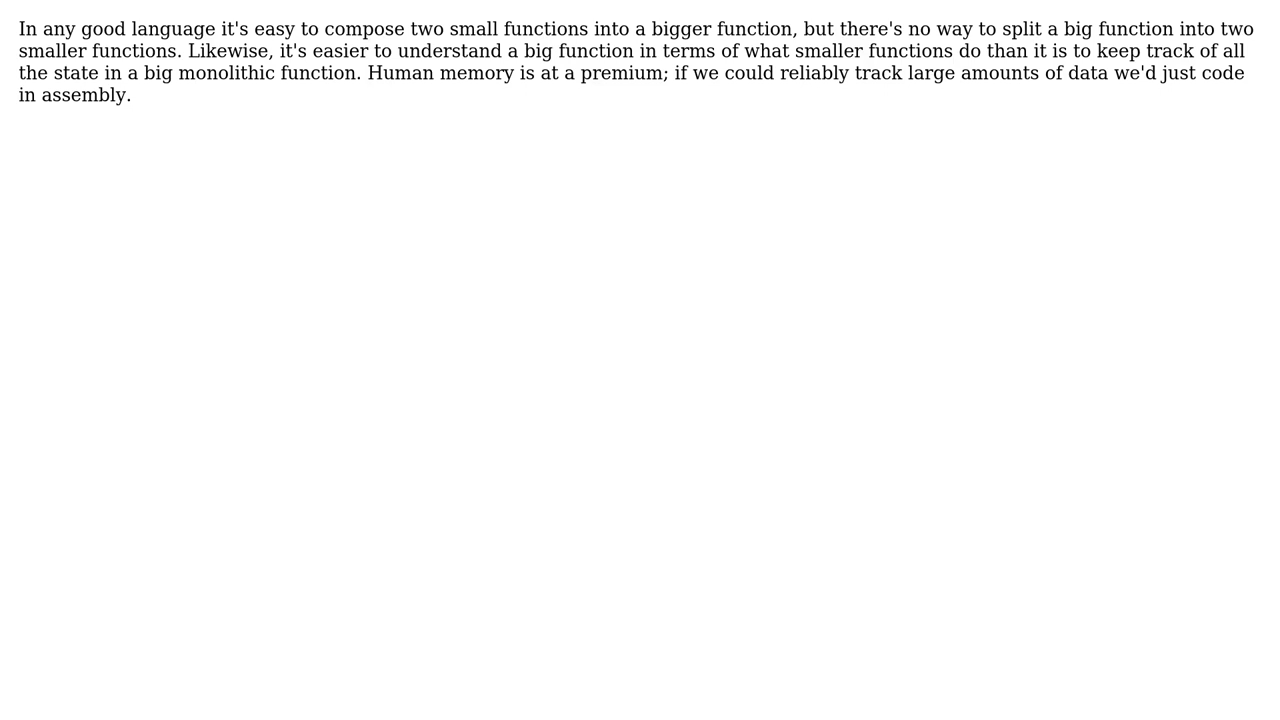 In any good language it's easy to compose two small functions into a bigger function, but there's no way to split a big function into two
smaller functions. Likewise, it's easier to understand a big function in terms of what smaller functions do than it is to keep track of all
the state in a big monolithic function. Human memory is at a premium; if we could reliably track large amounts of data we'd just code
in assembly.